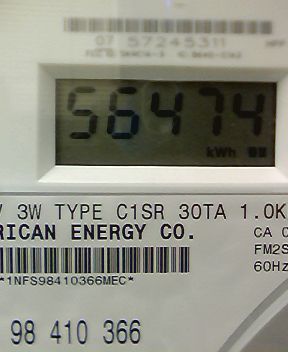 07 57245311
56474
kWh
V 3W TYPE C1SR 30TA 1.0K
RICAN ENERGY CO.
CA 0
FM2S
60Hz
*1NFS98410366MEC*
98 410 366